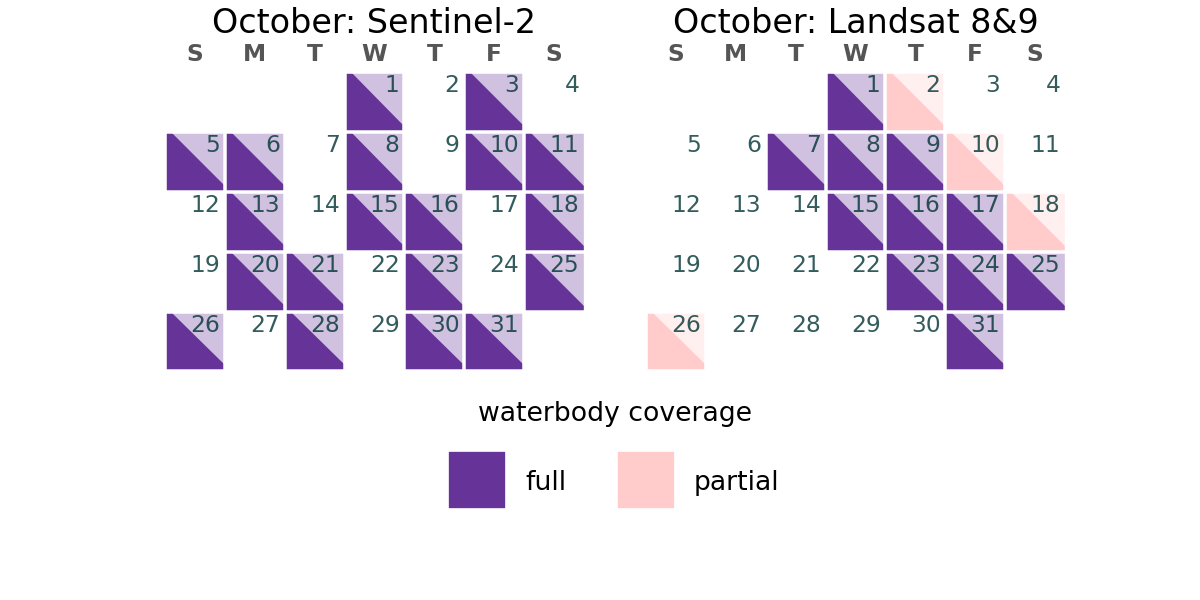 October: Sentinel-2
S M T W T F S
1 2 3 4
5 6 7 8 9 10 11
12 13 14 15 16 17 18
19 20 21 22 23 24 25
26 27 28 29 30 31
October: Landsat 8&9
S M T W T F S
1 2 3 4
5 6 7 8 9 10 11
12 13 14 15 16 17 18
19 20 21 22 23 24 25
26 27 28 29 30 31
waterbody coverage
full partial